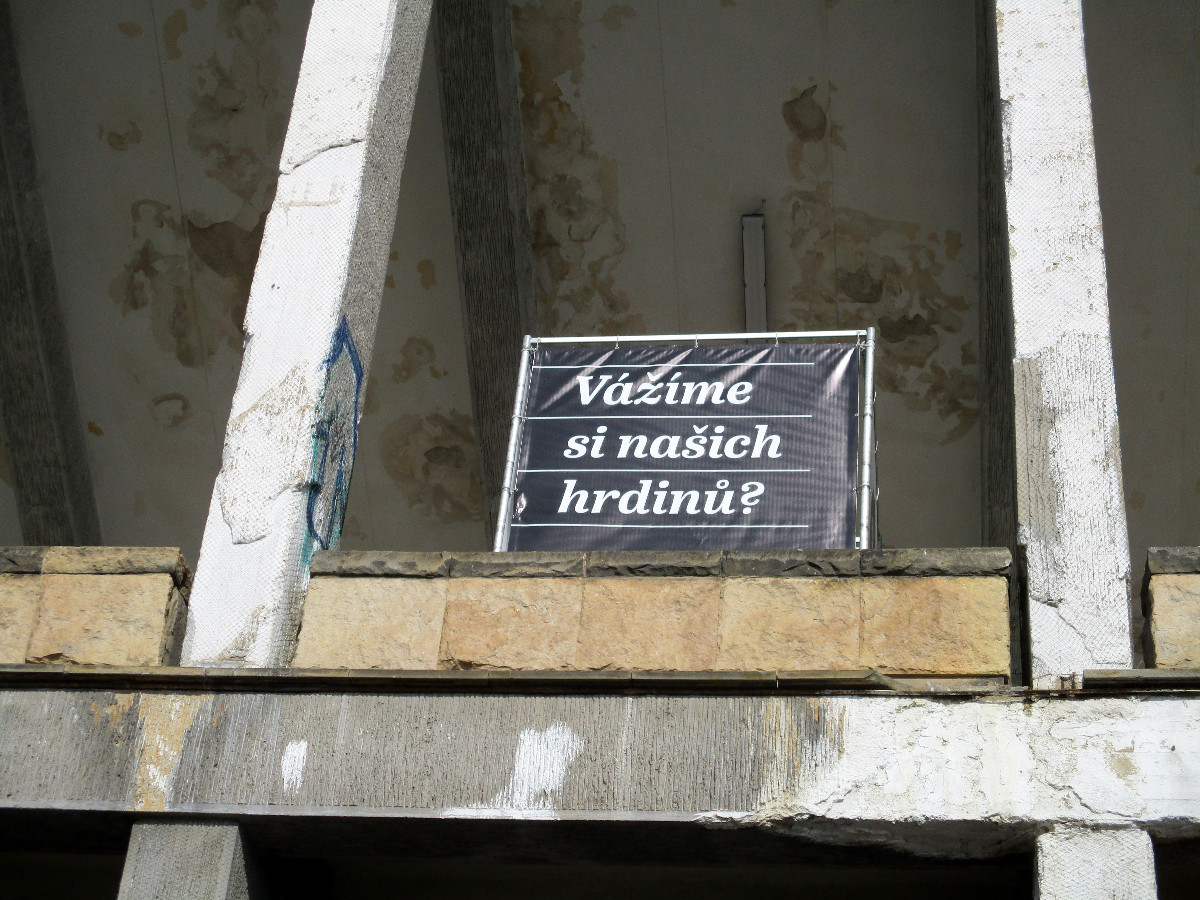 Vážíme
si našich
hrdinů?